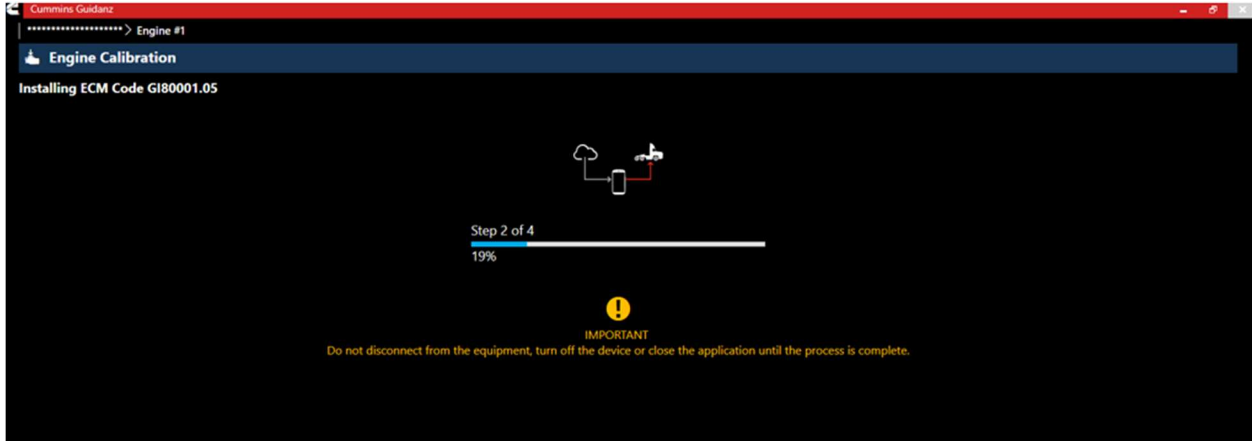 Cummins Guidanz
••••••••••••••••••••> Engine #1
Engine Calibration
Installing ECM Code GI80001.05
Step 2 of 4
19%
IMPORTANT
Do not disconnect from the equipment, turn off the device or close the application until the process is complete.